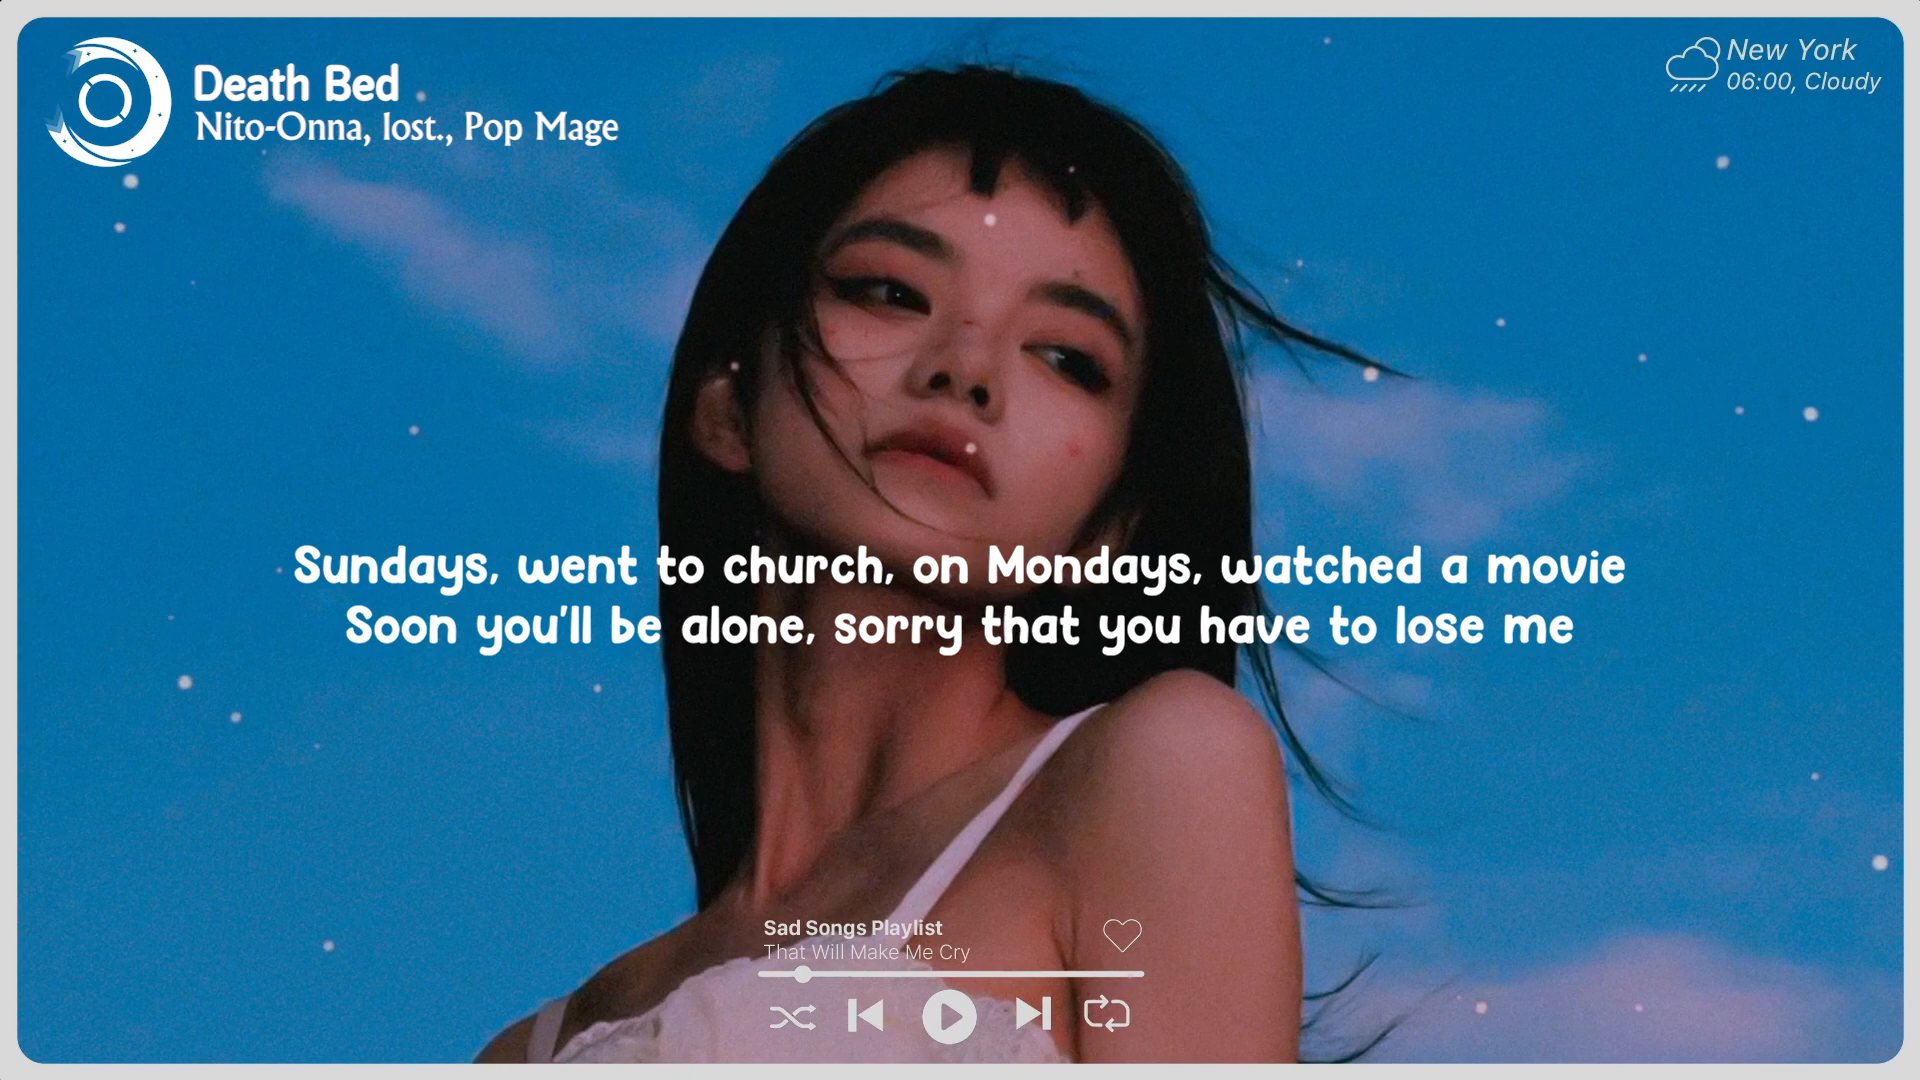 Death Bed
Nito-Onna, lost., Pop Mage
New York
06:00, Cloudy
Sundays, went to church, on Mondays, watched a movie
Soon you'll be alone, sorry that you have to lose me
Sad Songs Playlist
That Will Make Me Cry